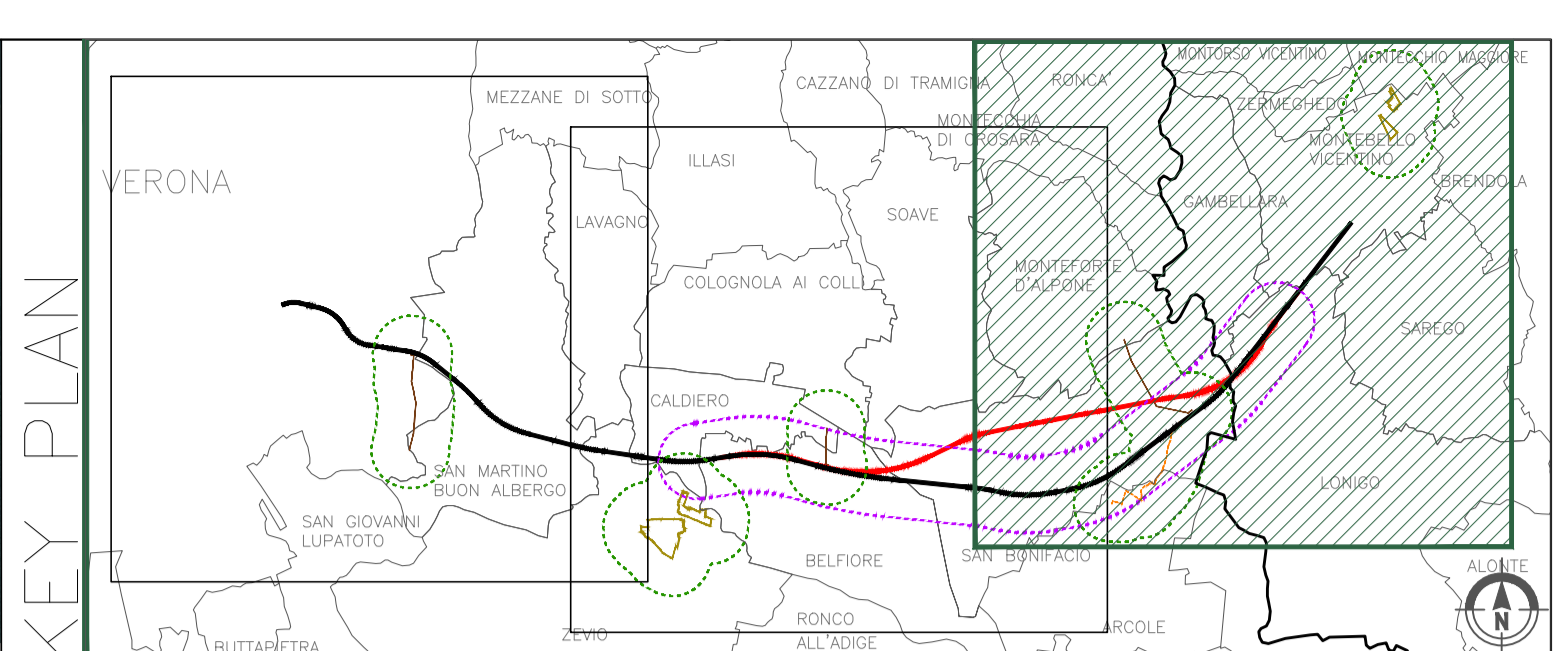 KEY PLAN
MONTORSO VICENTINO
MONTECCHIO MAGGIORE
RONCA'
CAZZANO DI TRAMIGNA
MEZZANE DI SOTTO
ZERMEGHEDO
MONTECCHIA
DI CROSARA
MONTEBELLO
VICENTINO
ILLASI
VERONA
BRENDOLA
GAMBELLARA
LAVAGNO
SOAVE
MONTEFORTE
D'ALPONE
COLOGNOLA AI COLLI
SAREGO
CALDIERO
SAN MARTINO
BUON ALBERGO
LONIGO
SAN GIOVANNI
LUPATOTO
BELFIORE
SAN BONIFACIO
ALONTE
N
RONCO
ALL'ADIGE
ZEVIO
ARCOLE
BUTTAPIETRA